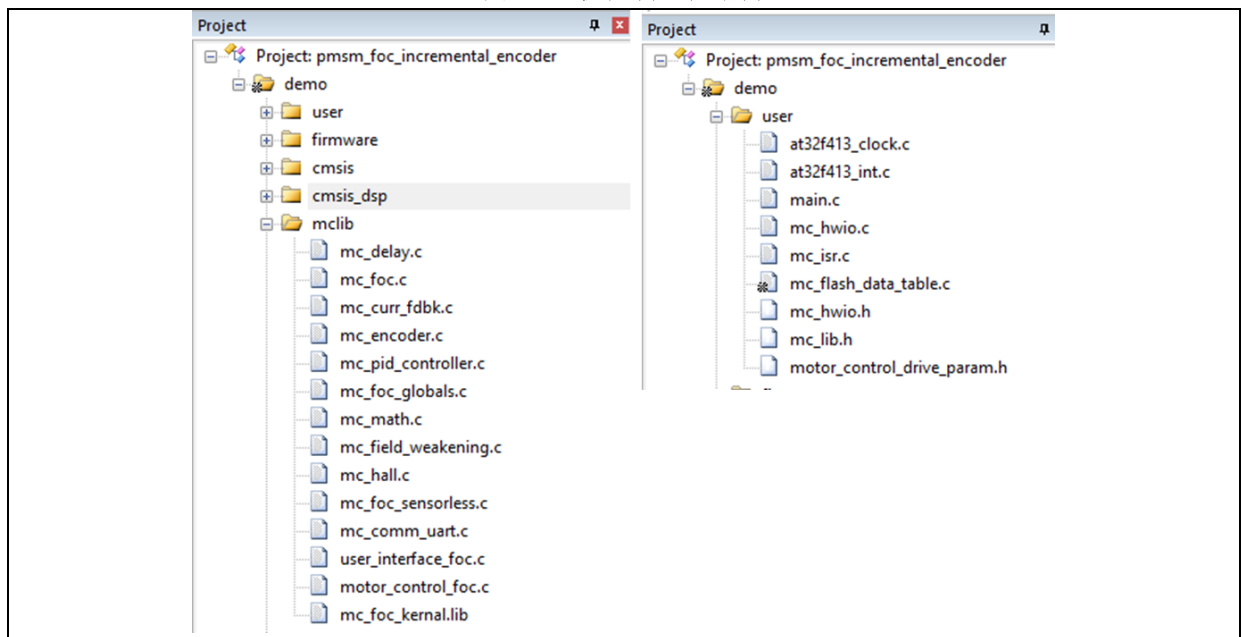 Project
Project: pmsm_foc_incremental_encoder
demo
user
firmware
cmsis
cmsis_dsp
mclib
mc_delay.c
mc_foc.c
mc_curr_fdbk.c
mc_encoder.c
mc_pid_controller.c
mc_foc_globals.c
mc_math.c
mc_field_weakening.c
mc_hall.c
mc_foc_sensorless.c
mc_comm_uart.c
user_interface_foc.c
motor_control_foc.c
mc_foc_kernal.lib
Project
Project: pmsm_foc_incremental_encoder
demo
user
at32f413_clock.c
at32f413_int.c
main.c
mc_hwio.c
mc_isr.c
mc_flash_data_table.c
mc_hwio.h
mc_lib.h
motor_control_drive_param.h